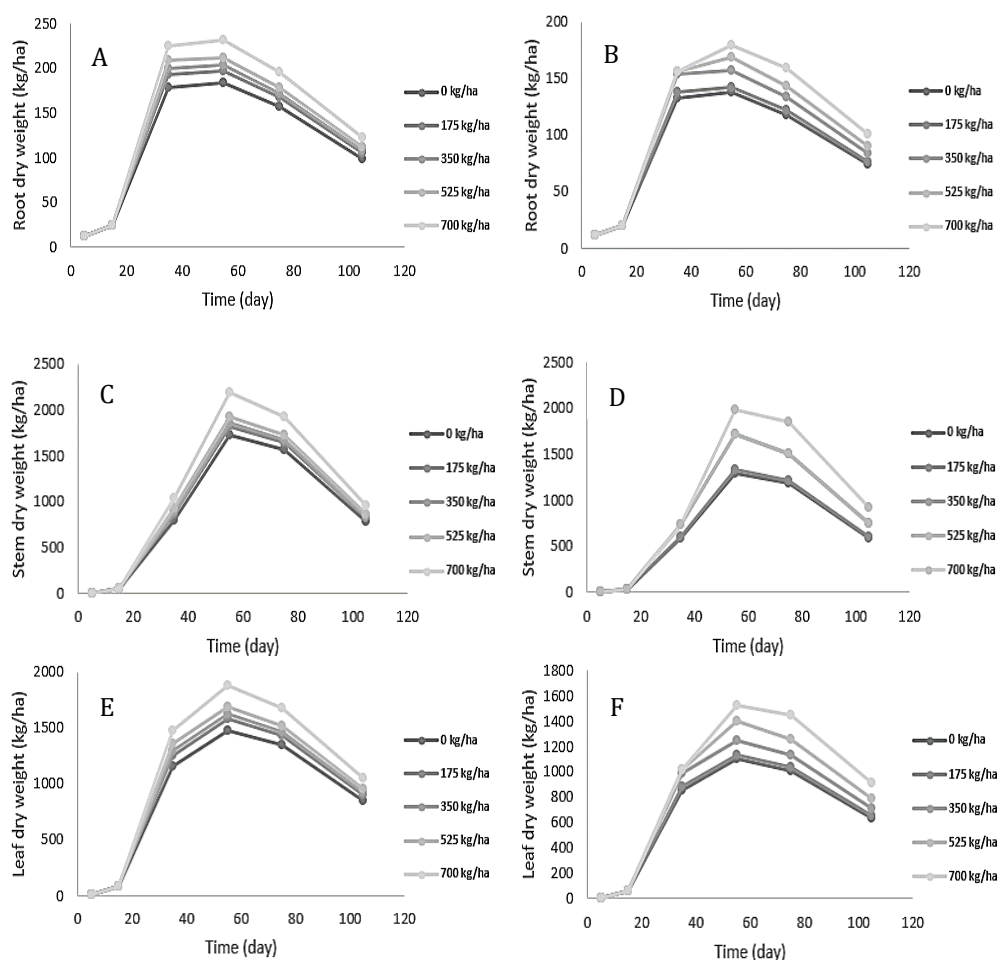 A
Root dry weight (kg/ha)
250
200
150
100
50
0
0 20 40 60 80 100 120
Time (day)
0 kg/ha
175 kg/ha
350 kg/ha
525 kg/ha
700 kg/ha
B
Root dry weight (kg/ha)
200
150
100
50
0
0 20 40 60 80 100 120
Time (day)
0 kg/ha
175 kg/ha
350 kg/ha
525 kg/ha
700 kg/ha
C
Stem dry weight (kg/ha)
2500
2000
1500
1000
500
0
0 20 40 60 80 100 120
Time (day)
0 kg/ha
175 kg/ha
350 kg/ha
525 kg/ha
700 kg/ha
D
Stem dry weight (kg/ha)
2500
2000
1500
1000
500
0
0 20 40 60 80 100 120
Time (day)
0 kg/ha
175 kg/ha
350 kg/ha
525 kg/ha
700 kg/ha
E
Leaf dry weight (kg/ha)
2000
1500
1000
500
0
0 20 40 60 80 100 120
Time (day)
0 kg/ha
175 kg/ha
350 kg/ha
525 kg/ha
700 kg/ha
F
Leaf dry weight (kg/ha)
1800
1600
1400
1200
1000
800
600
400
200
0
0 20 40 60 80 100 120
Time (day)
0 kg/ha
175 kg/ha
350 kg/ha
525 kg/ha
700 kg/ha